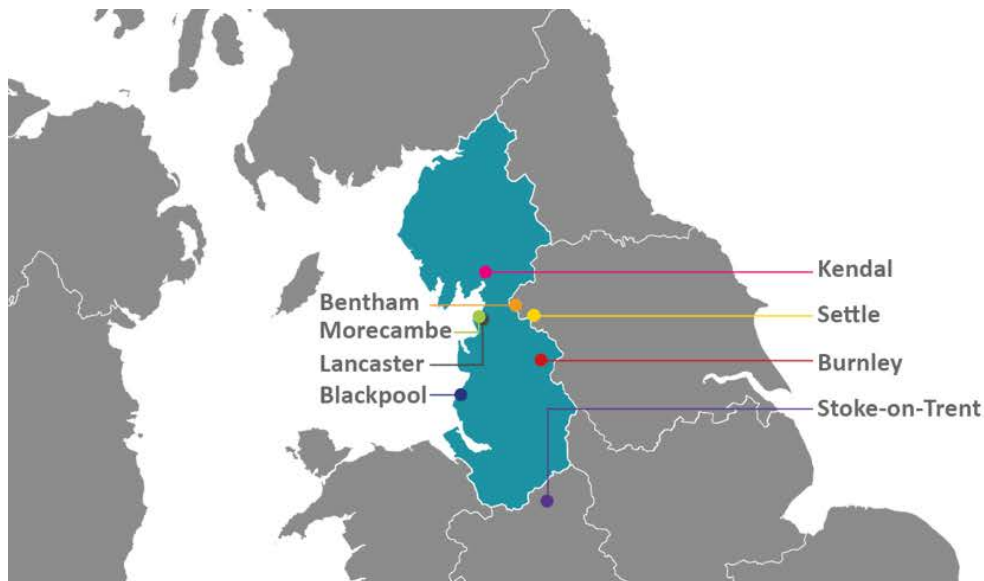 Kendal
Bentham
Settle
Morecambe
Lancaster
Burnley
Blackpool
Stoke-on-Trent